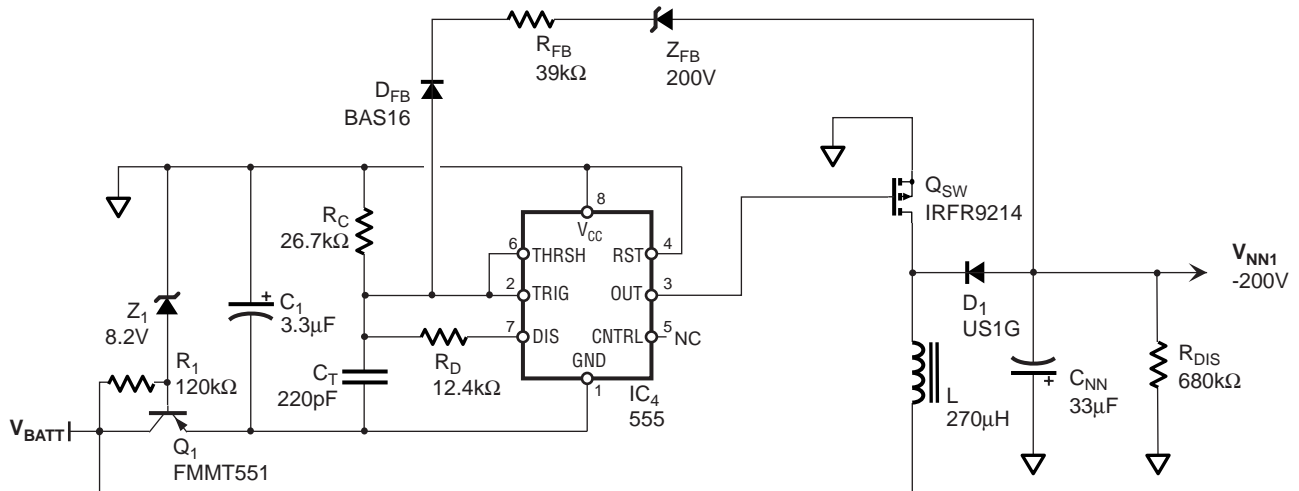 RFB
39kΩ
ZFB
200V
DFB
BAS16
QSW
IRFR9214
RC
26.7kΩ
8
VCC
6
THRSH
RST
4
2
TRIG
OUT
3
7
DIS
CNTRL
5
NC
GND
1
IC4
555
VNN1
-200V
D1
US1G
Z1
8.2V
C1
+
3.3μF
R1
120kΩ
CT
220pF
RD
12.4kΩ
L
270μH
CNN
+
33μF
RDIS
680kΩ
VBATT
Q1
FMMT551